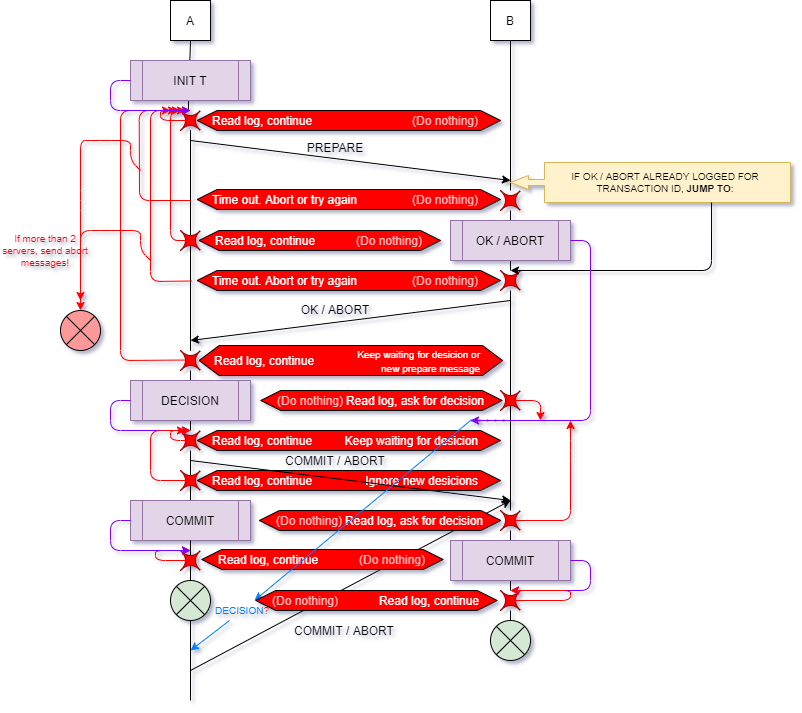 A
B
INIT T
Read log, continue (Do nothing)
PREPARE
IF OK / ABORT ALREADY LOGGED FOR
TRANSACTION ID, JUMP TO:
Time out. Abort or try again (Do nothing)
If more than 2
servers, send abort
messages!
Read log, continue (Do nothing)
OK / ABORT
Time out. Abort or try again (Do nothing)
OK / ABORT
Read log, continue
Keep waiting for desicion or
new prepare message
DECISION
(Do nothing) Read log, ask for decision
Read log, continue Keep waiting for desicion
COMMIT / ABORT
Read log, continue Ignore new desicions
COMMIT
(Do nothing) Read log, ask for decision
Read log, continue (Do nothing)
COMMIT
(Do nothing) Read log, continue
DECISION?
COMMIT / ABORT